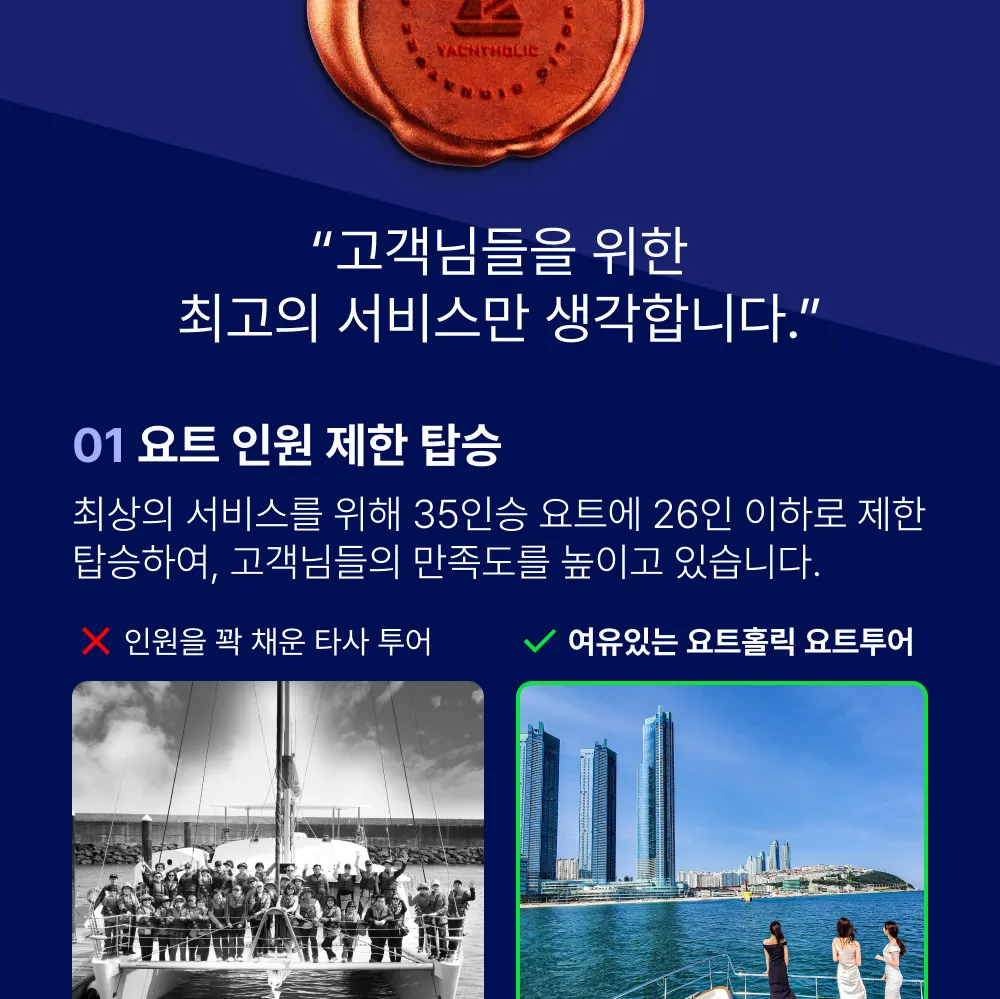 YACHTHOLIC
“고객님들을 위한
최고의 서비스만 생각합니다.”
01 요트 인원 제한 탑승
최상의 서비스를 위해 35인승 요트에 26인 이하로 제한
탑승하여, 고객님들의 만족도를 높이고 있습니다.
인원을 꽉 채운 타사 투어
여유있는 요트홀릭 요트투어